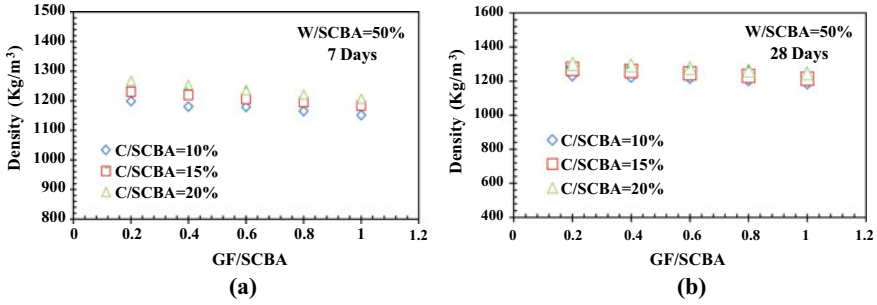 1500
1400
1300
1200
1100
1000
900
800
Density (Kg/m³)
W/SCBA=50%
7 Days
C/SCBA=10%
C/SCBA=15%
C/SCBA=20%
0 0.2 0.4 0.6 0.8 1 1.2
GF/SCBA
(a)
1600
1400
1200
1000
800
600
400
Density (Kg/m³)
W/SCBA=50%
28 Days
C/SCBA=10%
C/SCBA=15%
C/SCBA=20%
0 0.2 0.4 0.6 0.8 1 1.2
GF/SCBA
(b)